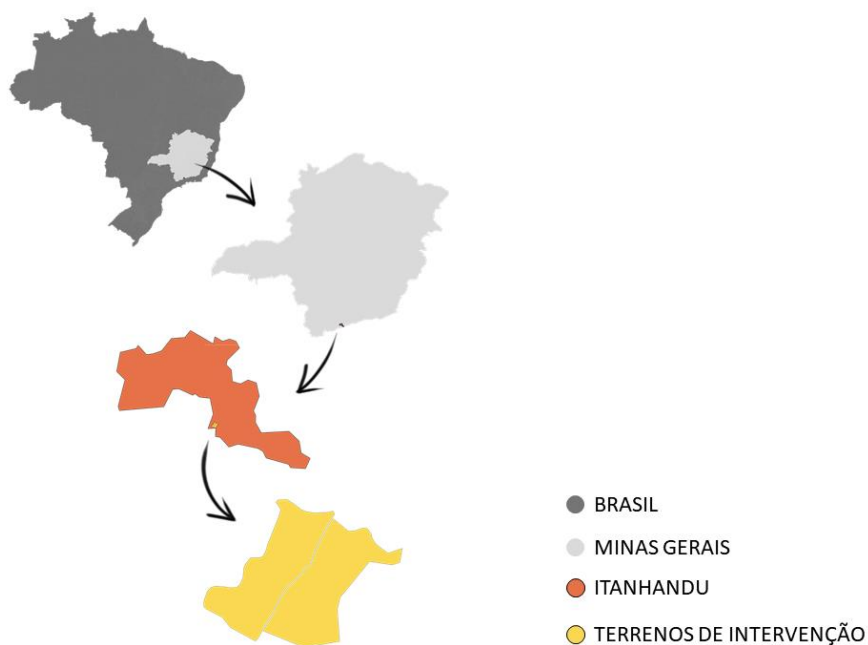 BRASIL
MINAS GERAIS
ITANHANDU
TERRENOS DE INTERVENÇÃO